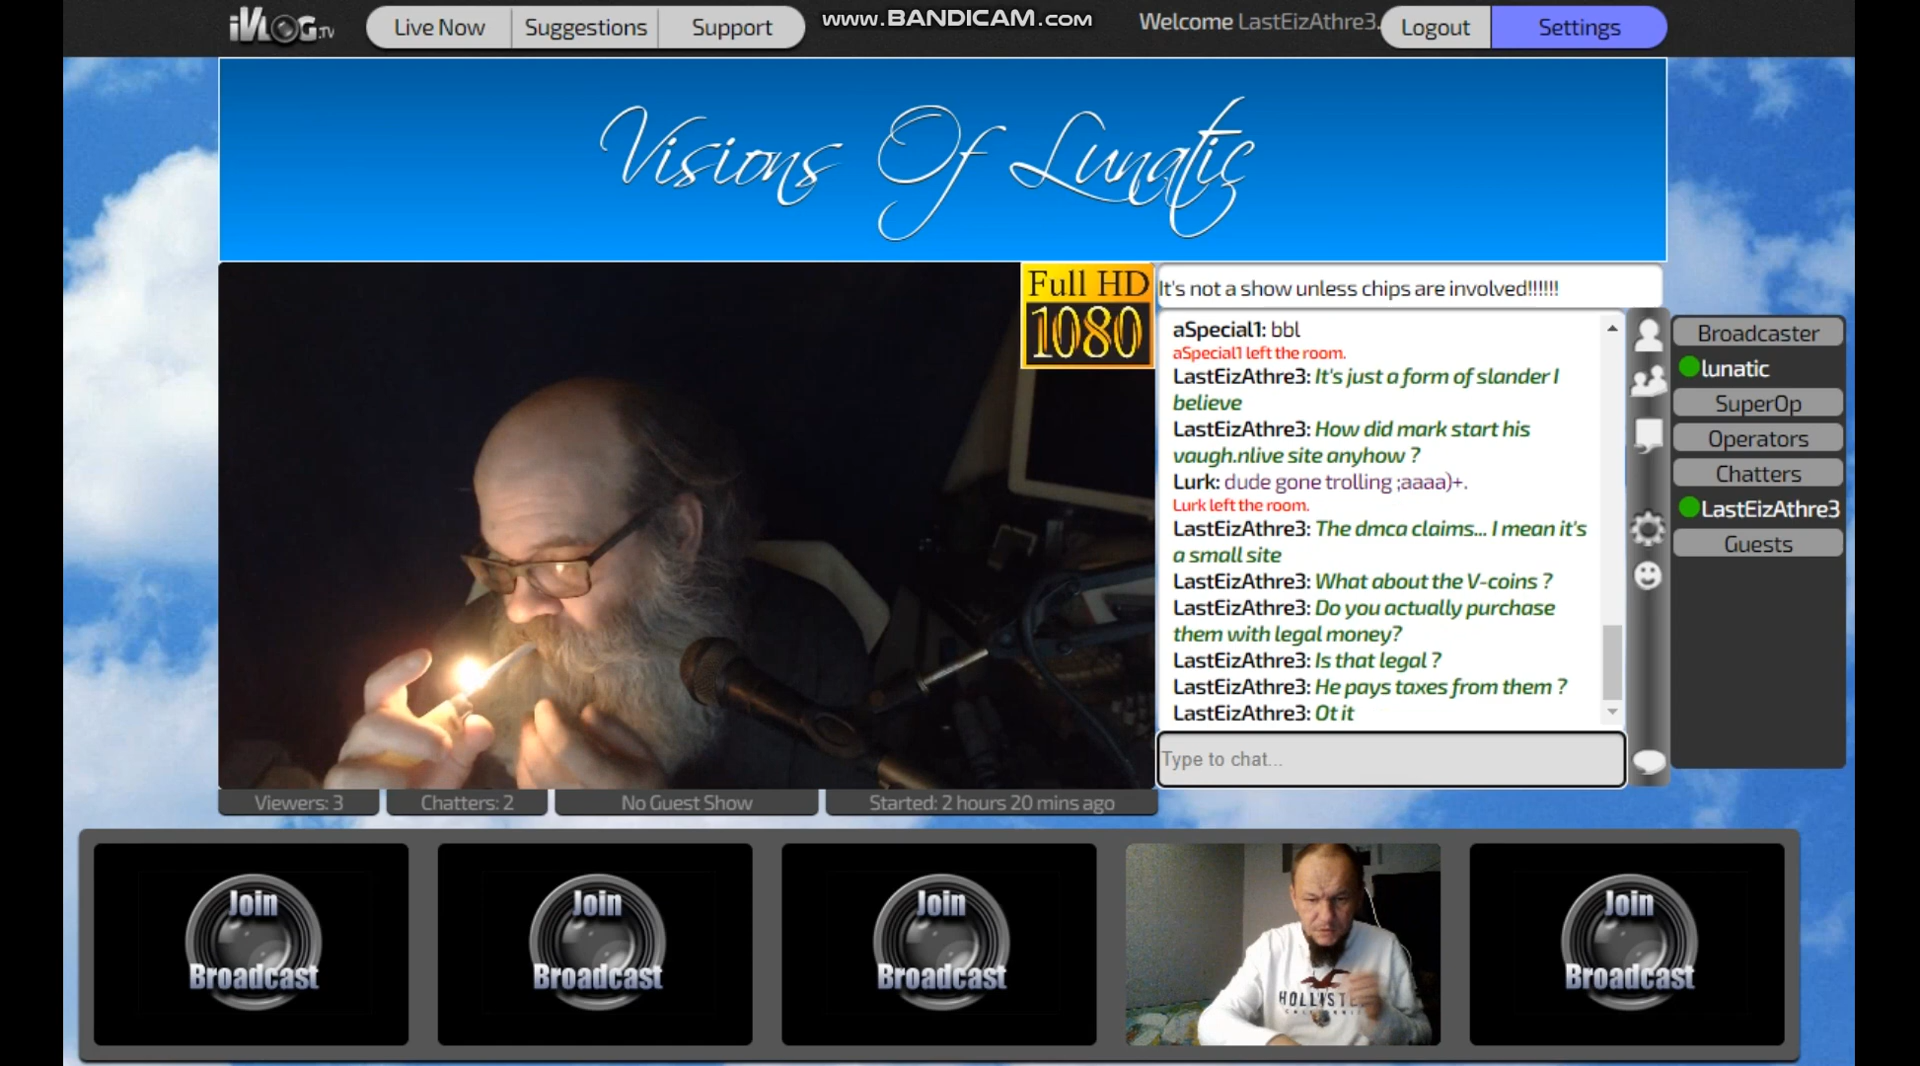 iVLOG.TV
Live Now
Suggestions
Support
www.BANDICAM.com
Welcome LastEizAthre3.
Logout
Settings
Visions Of Lunatic
Full HD
1080
It's not a show unless chips are involved!!!!!!
aSpecial1: bbl
aSpecial1 left the room.
LastEizAthre3: It's just a form of slander I
believe
LastEizAthre3: How did mark start his
vaugh.nlive site anyhow ?
Lurk: dude gone trolling ;aaaa)+.
Lurk left the room.
LastEizAthre3: The dmca claims... I mean it's
a small site
LastEizAthre3: What about the V-coins ?
LastEizAthre3: Do you actually purchase
them with legal money?
LastEizAthre3: Is that legal ?
LastEizAthre3: He pays taxes from them ?
LastEizAthre3: Ot it
Type to chat...
Broadcaster
lunatic
SuperOp
Operators
Chatters
LastEizAthre3
Guests
Viewers: 3
Chatters: 2
No Guest Show
Started: 2 hours 20 mins ago
Join
Broadcast
Join
Broadcast
Join
Broadcast
HOLLISTE
CALIFORNIA
Join
Broadcast